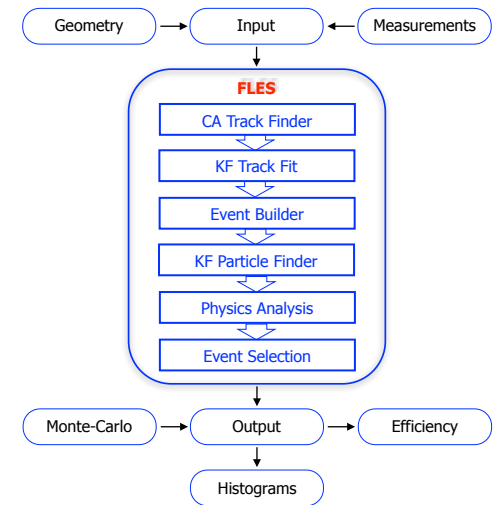 Geometry
Input
Measurements
FLES
CA Track Finder
KF Track Fit
Event Builder
KF Particle Finder
Physics Analysis
Event Selection
Monte-Carlo
Output
Efficiency
Histograms